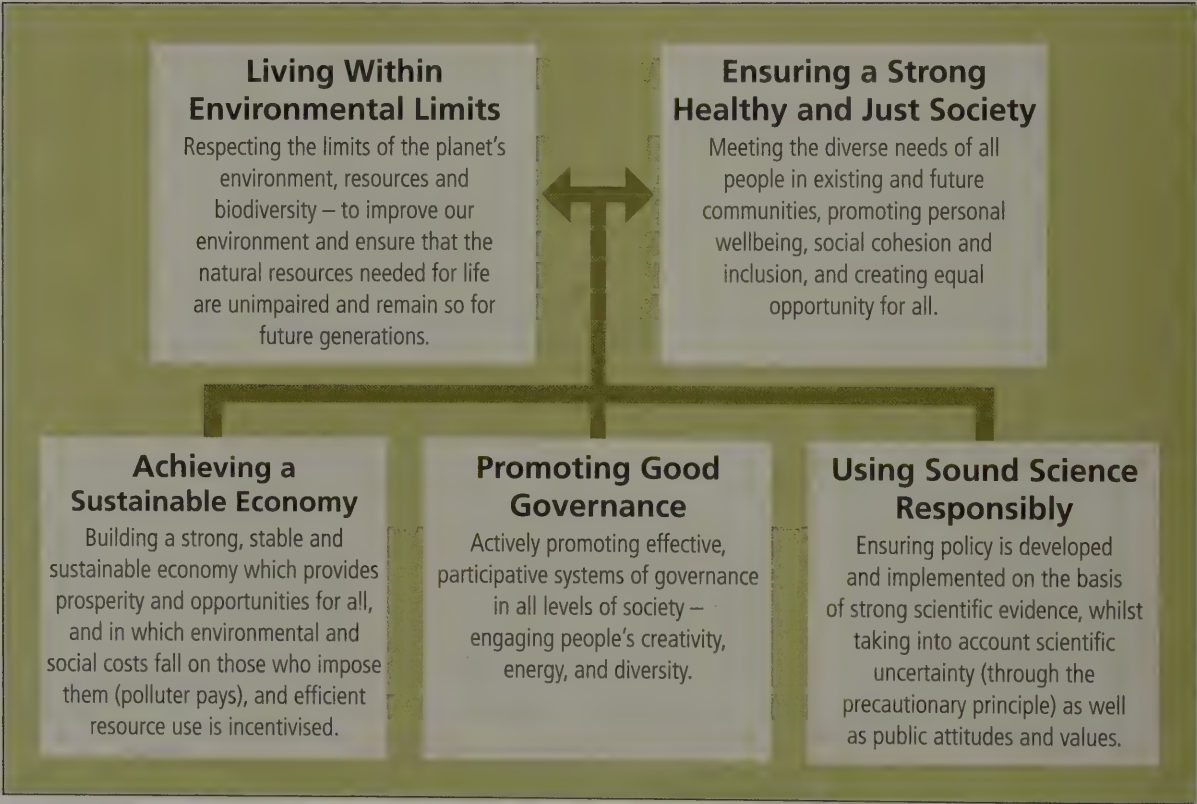 Living Within
Environmental Limits
Respecting the limits of the planet's
environment, resources and
biodiversity – to improve our
environment and ensure that the
natural resources needed for life
are unimpaired and remain so for
future generations.
Ensuring a Strong
Healthy and Just Society
Meeting the diverse needs of all
people in existing and future
communities, promoting personal
wellbeing, social cohesion and
inclusion, and creating equal
opportunity for all.
Achieving a
Sustainable Economy
Building a strong, stable and
sustainable economy which provides
prosperity and opportunities for all,
and in which environmental and
social costs fall on those who impose
them (polluter pays), and efficient
resource use is incentivised.
Promoting Good
Governance
Actively promoting effective,
participative systems of governance
in all levels of society –
engaging people's creativity,
energy, and diversity.
Using Sound Science
Responsibly
Ensuring policy is developed
and implemented on the basis
of strong scientific evidence, whilst
taking into account scientific
uncertainty (through the
precautionary principle) as well
as public attitudes and values.